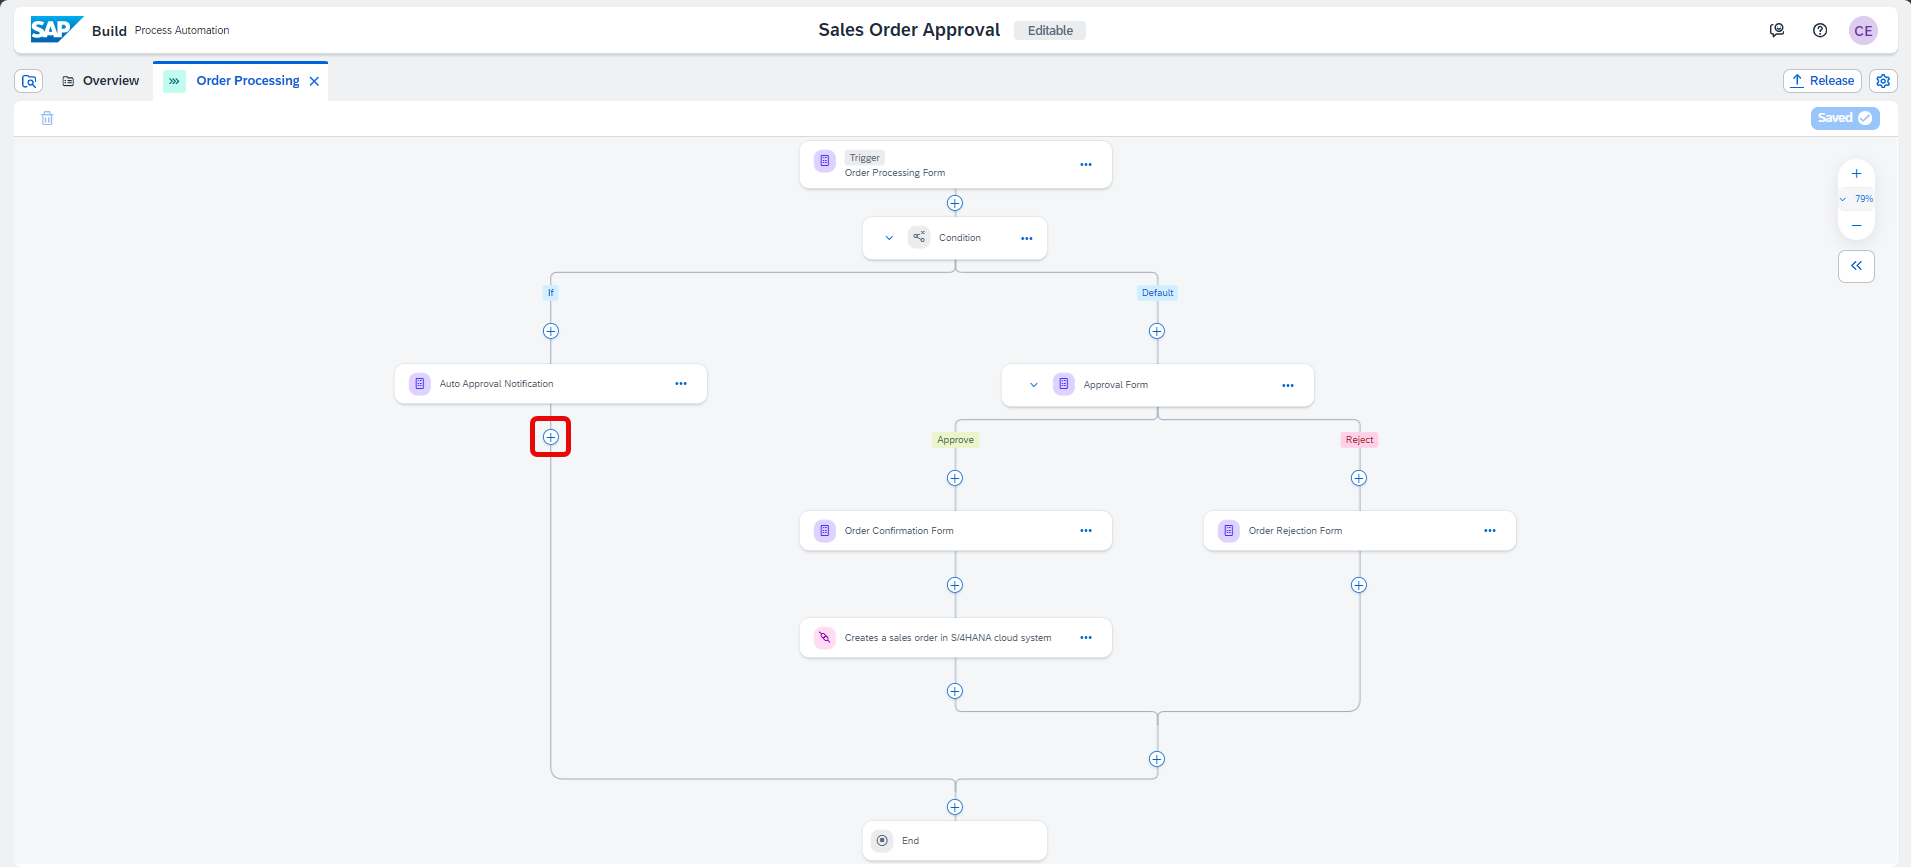 SAP Build Process Automation
Sales Order Approval Editable
CE
Overview
Order Processing
Release
Saved
Trigger
Order Processing Form
79%
Condition
If
Default
Auto Approval Notification
Approval Form
Approve
Reject
Order Confirmation Form
Order Rejection Form
Creates a sales order in S/4HANA cloud system
End